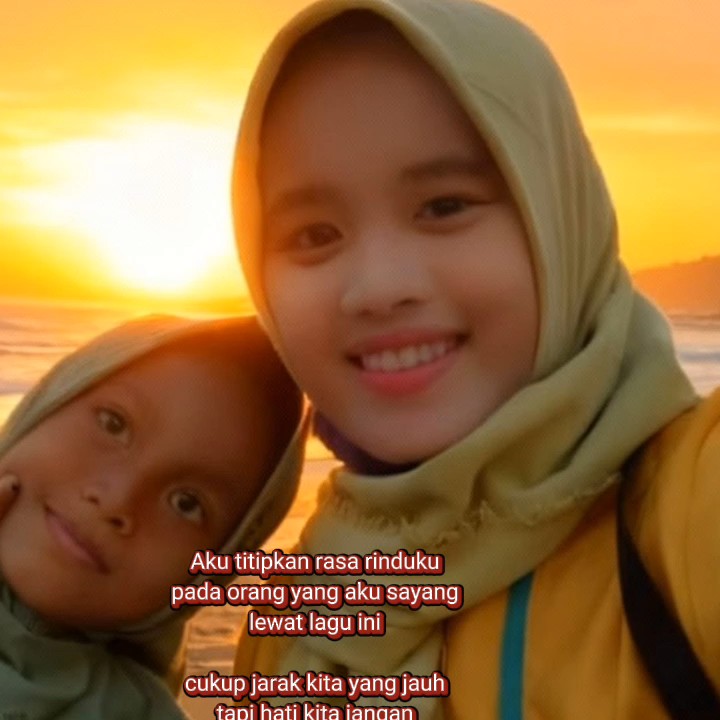 Aku titipkan rasa rinduku
pada orang yang aku sayang
lewat lagu ini
cukup jarak kita yang jauh
tapi hati kita jangan